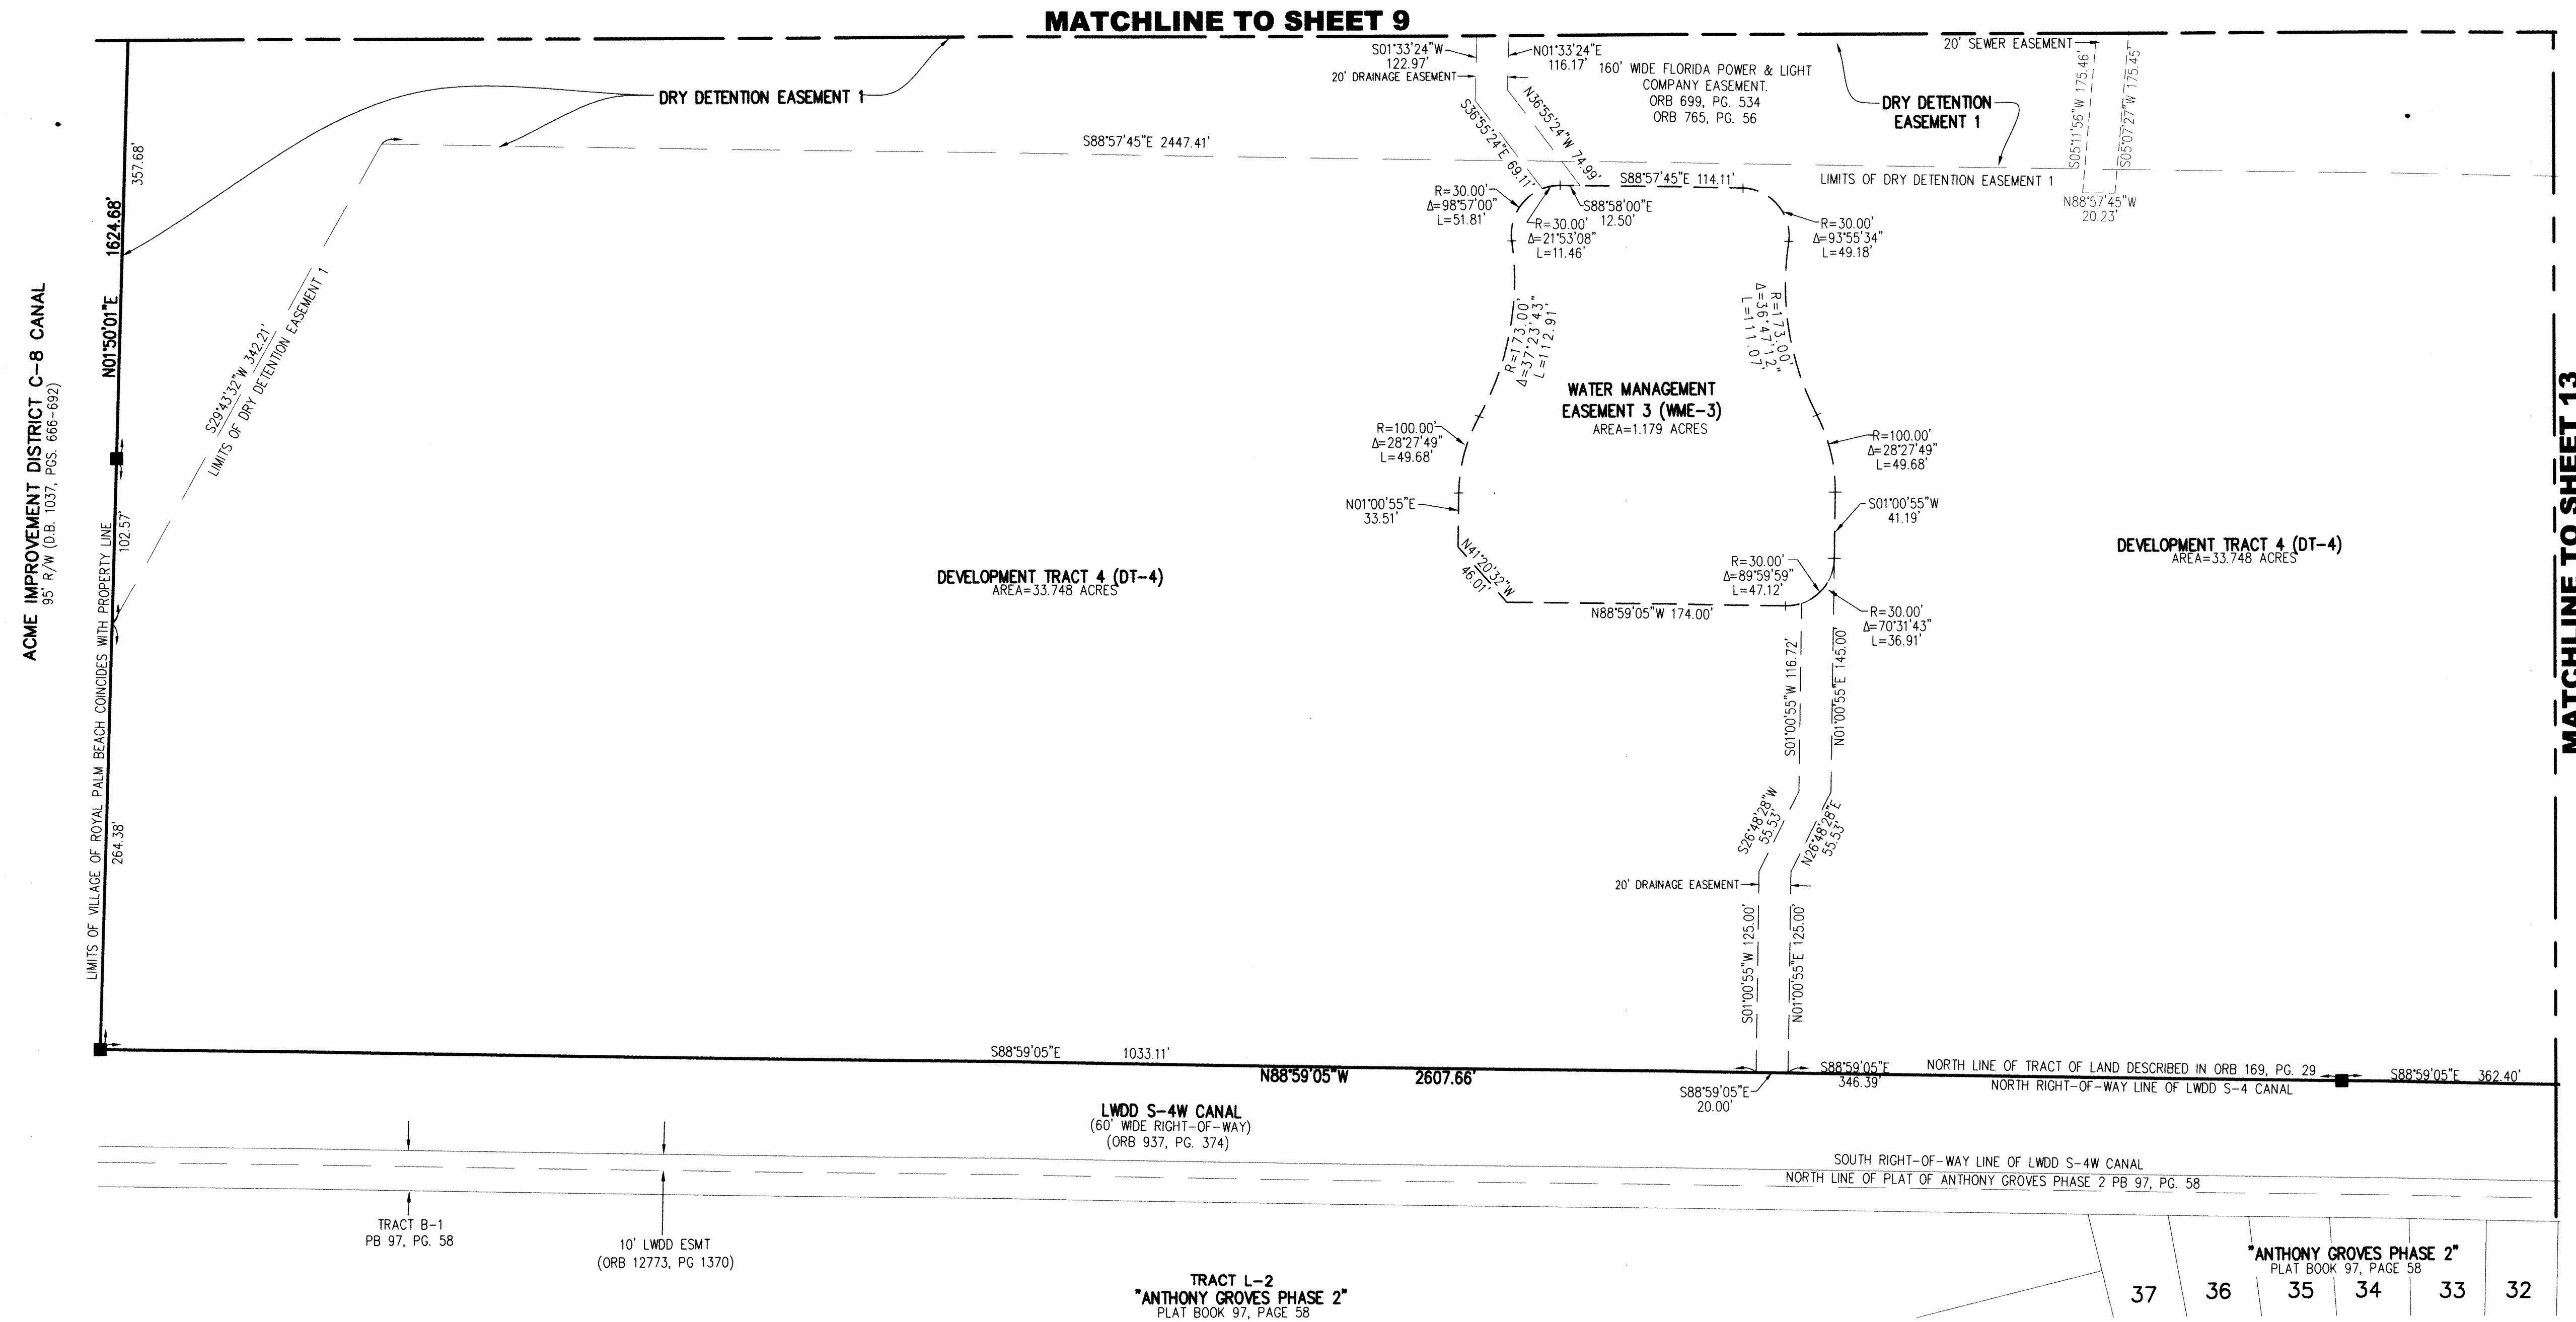 MATCHLINE TO SHEET 9
S01°33'24"W
122.97'
20' DRAINAGE EASEMENT
N01°33'24"E
116.17'
160' WIDE FLORIDA POWER & LIGHT
COMPANY EASEMENT.
ORB 699, PG. 534
ORB 765, PG. 56
20' SEWER EASEMENT
S05°11'56"W 175.46'
S05°07'27"W 175.45'
DRY DETENTION EASEMENT 1
DRY DETENTION
EASEMENT 1
S36°55'24"E 69.11'
N36°55'24"W 74.99'
S88°57'45"E 2447.41'
S88°57'45"E 114.11'
LIMITS OF DRY DETENTION EASEMENT 1
N88°57'45"W
20.23'
357.68'
1624.68'
N01°50'01"E
R=30.00'
Δ=98°57'00"
L=51.81'
R=30.00'
Δ=21°53'08"
L=11.46'
S88°58'00"E
12.50'
R=30.00'
Δ=93°55'34"
L=49.18'
ACME IMPROVEMENT DISTRICT C-8 CANAL
95' R/W (D.B. 1037, PGS. 666-692)
S29°43'32"W 342.21'
LIMITS OF DRY DETENTION EASEMENT 1
R=173.00'
Δ=37°23'43"
L=112.91'
R=173.00'
Δ=36°47'12"
L=111.07'
WATER MANAGEMENT
EASEMENT 3 (WME-3)
AREA=1.179 ACRES
R=100.00'
Δ=28°27'49"
L=49.68'
R=100.00'
Δ=28°27'49"
L=49.68'
N01°00'55"E
33.51'
S01°00'55"W
41.19'
102.57'
LIMITS OF VILLAGE OF ROYAL PALM BEACH COINCIDES WITH PROPERTY LINE
DEVELOPMENT TRACT 4 (DT-4)
AREA=33.748 ACRES
N41°20'32"W
46.01'
R=30.00'
Δ=89°59'59"
L=47.12'
DEVELOPMENT TRACT 4 (DT-4)
AREA=33.748 ACRES
MATCHLINE TO SHEET 13
N88°59'05"W 174.00'
R=30.00'
Δ=70°31'43"
L=36.91'
S01°00'55"W 116.72'
N01°00'55"E 145.00'
264.38'
S26°48'28"W
55.53'
N26°48'28"E
55.53'
20' DRAINAGE EASEMENT
S01°00'55"W 125.00'
N01°00'55"E 125.00'
S88°59'05"E 1033.11'
N88°59'05"W 2607.66'
S88°59'05"E
20.00'
S88°59'05"E
346.39'
NORTH LINE OF TRACT OF LAND DESCRIBED IN ORB 169, PG. 29
NORTH RIGHT-OF-WAY LINE OF LWDD S-4 CANAL
S88°59'05"E 362.40'
LWDD S-4W CANAL
(60' WIDE RIGHT-OF-WAY)
(ORB 937, PG. 374)
SOUTH RIGHT-OF-WAY LINE OF LWDD S-4W CANAL
NORTH LINE OF PLAT OF ANTHONY GROVES PHASE 2 PB 97, PG. 58
TRACT B-1
PB 97, PG. 58
10' LWDD ESMT
(ORB 12773, PG 1370)
TRACT L-2
"ANTHONY GROVES PHASE 2"
PLAT BOOK 97, PAGE 58
"ANTHONY GROVES PHASE 2"
PLAT BOOK 97, PAGE 58
37 36 35 34 33 32